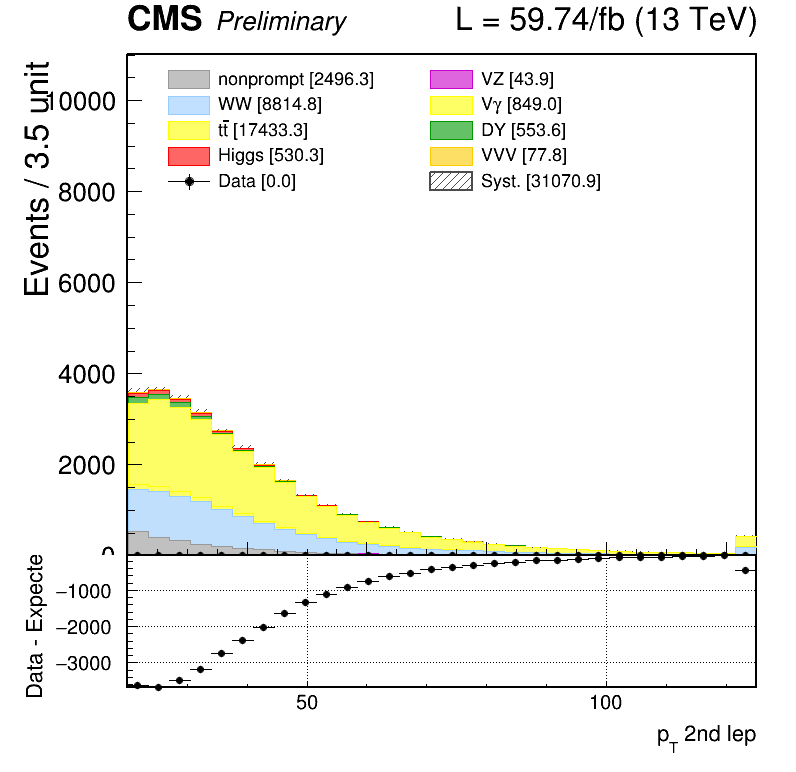 CMS Preliminary L = 59.74/fb (13 TeV)
Events / 3.5 unit
10000
8000
6000
4000
2000
0
nonprompt [2496.3]
WW [8814.8]
tt̄ [17433.3]
Higgs [530.3]
Data [0.0]
VZ [43.9]
Vγ [849.0]
DY [553.6]
VVV [77.8]
Syst. [31070.9]
Data - Expecte
−1000
−2000
−3000
50 100
p_T 2nd lep